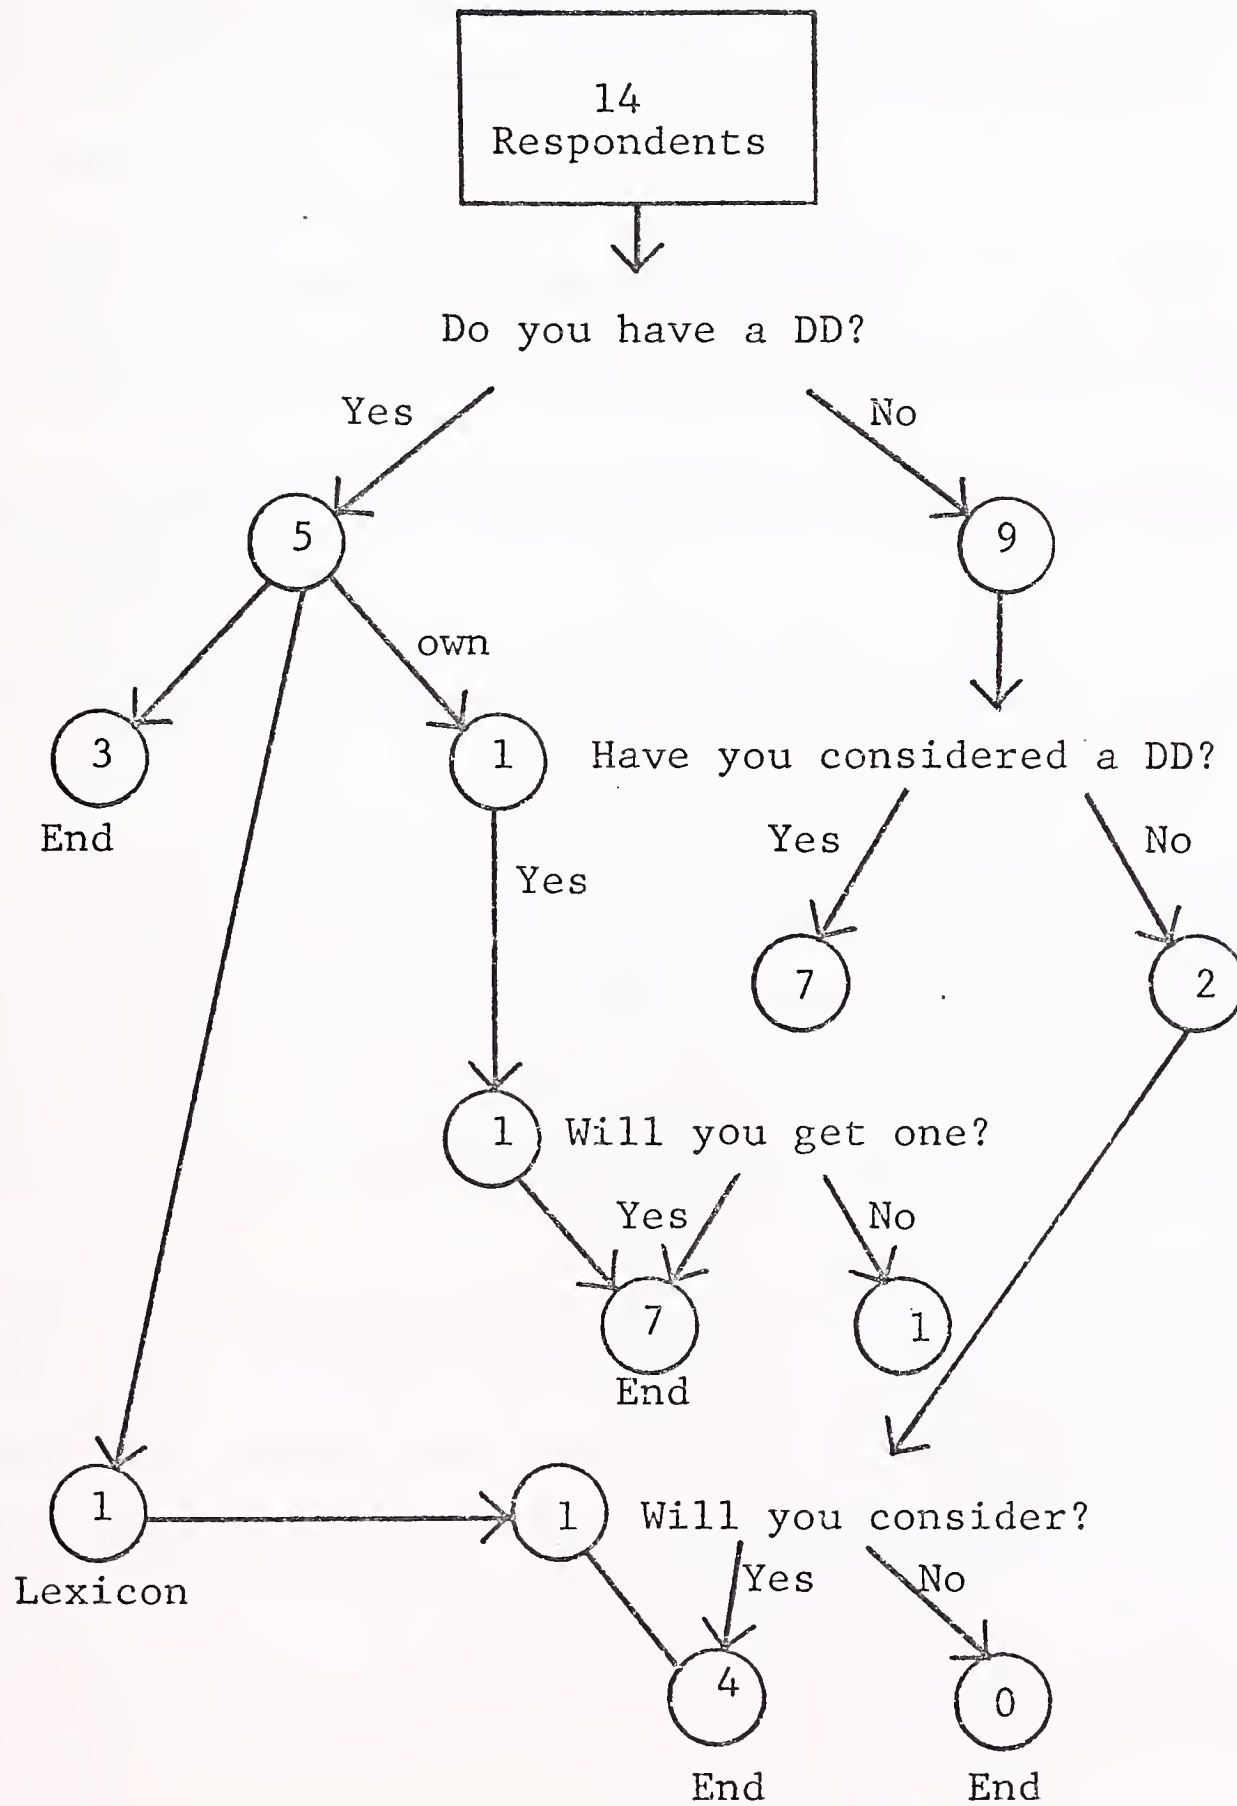 14
Respondents
Do you have a DD?
Yes
No
5
9
own
3
1
Have you considered a DD?
End
Yes
No
Yes
7
2
1
Will you get one?
Yes
No
7
1
End
1
1
Will you consider?
Lexicon
Yes
No
4
0
End
End